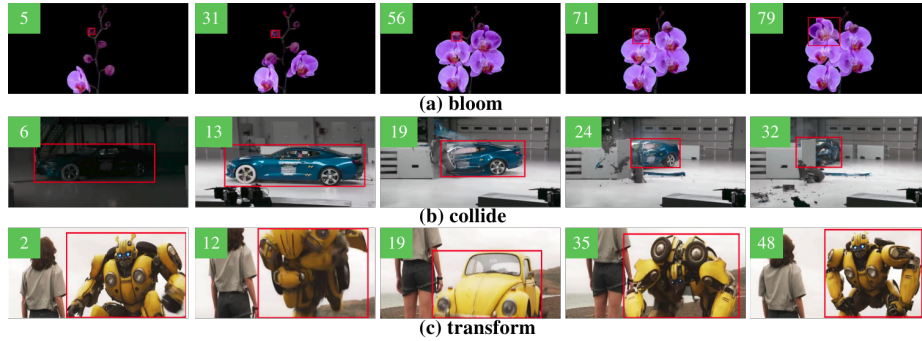 5 31 56 71 79
(a) bloom
6 13 19 24 32
(b) collide
2 12 19 35 48
(c) transform